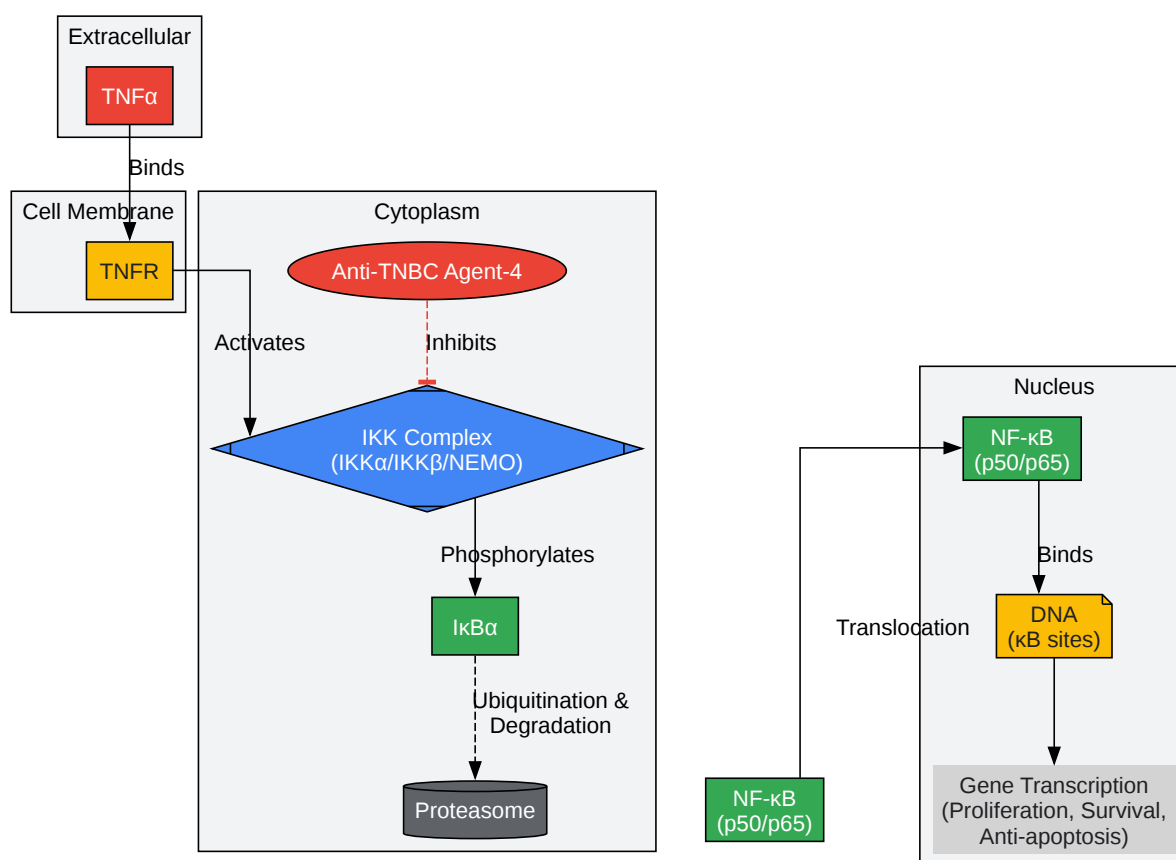 Extracellular
TNFα
Binds
Cell Membrane
TNFR
Activates
Cytoplasm
Anti-TNBC Agent-4
Inhibits
IKK Complex
(IKKα/IKKβ/NEMO)
Phosphorylates
IκBα
Ubiquitination &
Degradation
Proteasome
NF-κB
(p50/p65)
Translocation
Nucleus
NF-κB
(p50/p65)
Binds
DNA
(κB sites)
Gene Transcription
(Proliferation, Survival,
Anti-apoptosis)